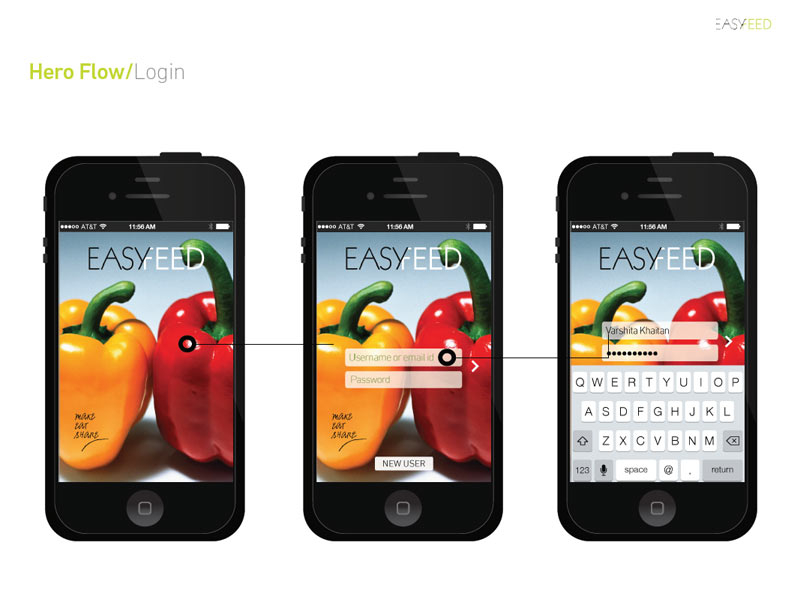 EASYFEED
Hero Flow/Login
AT&T 11:56 AM
EASYFEED
make
eat
share
AT&T 11:56 AM
EASYFEED
Username or email id
Password
make
eat
share
NEW USER
AT&T 11:56 AM
EASYFEED
Varshita Khaitan
••••••••••
Q W E R T Y U I O P
A S D F G H J K L
Z X C V B N M
123 space @ . return